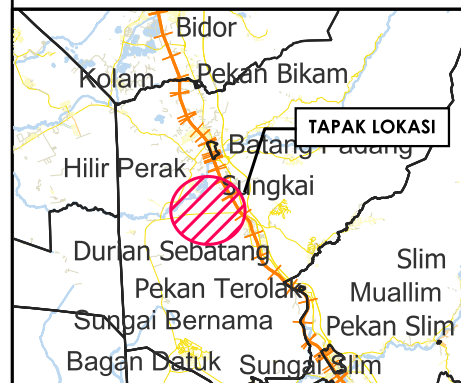 Bidor
Kolam
Pekan Bikam
TAPAK LOKASI
Batang Padang
Hilir Perak
Sungkai
Durian Sebatang
Slim
Pekan Terolak
Muallim
Sungai Bernama
Pekan Slim
Bagan Datuk
Sungai Slim